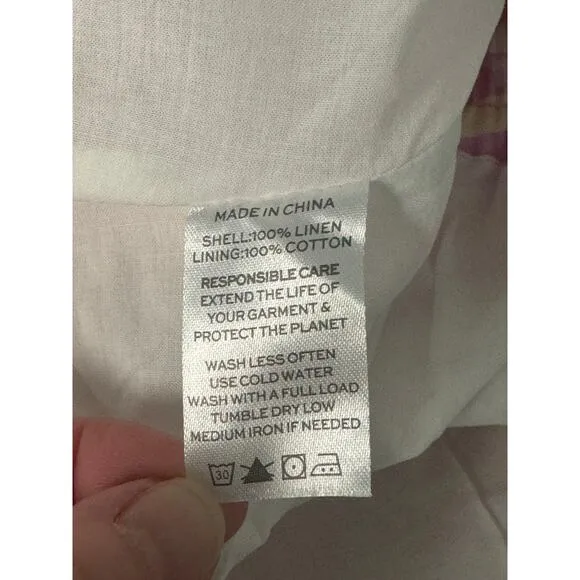 MADE IN CHINA
SHELL:100% LINEN
LINING:100% COTTON
RESPONSIBLE CARE
EXTEND THE LIFE OF
YOUR GARMENT &
PROTECT THE PLANET
WASH LESS OFTEN
USE COLD WATER
WASH WITH A FULL LOAD
TUMBLE DRY LOW
MEDIUM IRON IF NEEDED
30